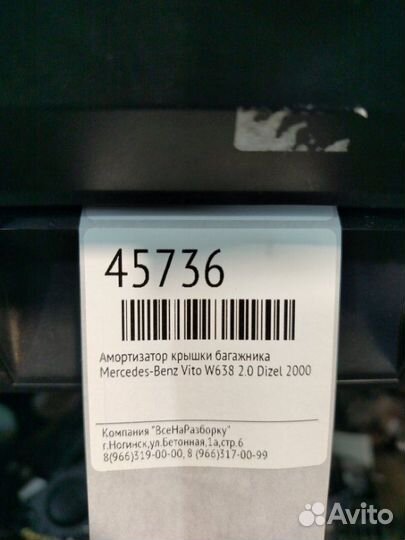 45736
Амортизатор крышки багажника
Mercedes-Benz Vito W638 2.0 Dizel 2000
Компания "ВсеНаРазборку"
г.Ногинск,ул.Бетонная,1а,стр.6
8(966)319-00-00, 8 (966)317-00-99
Avito